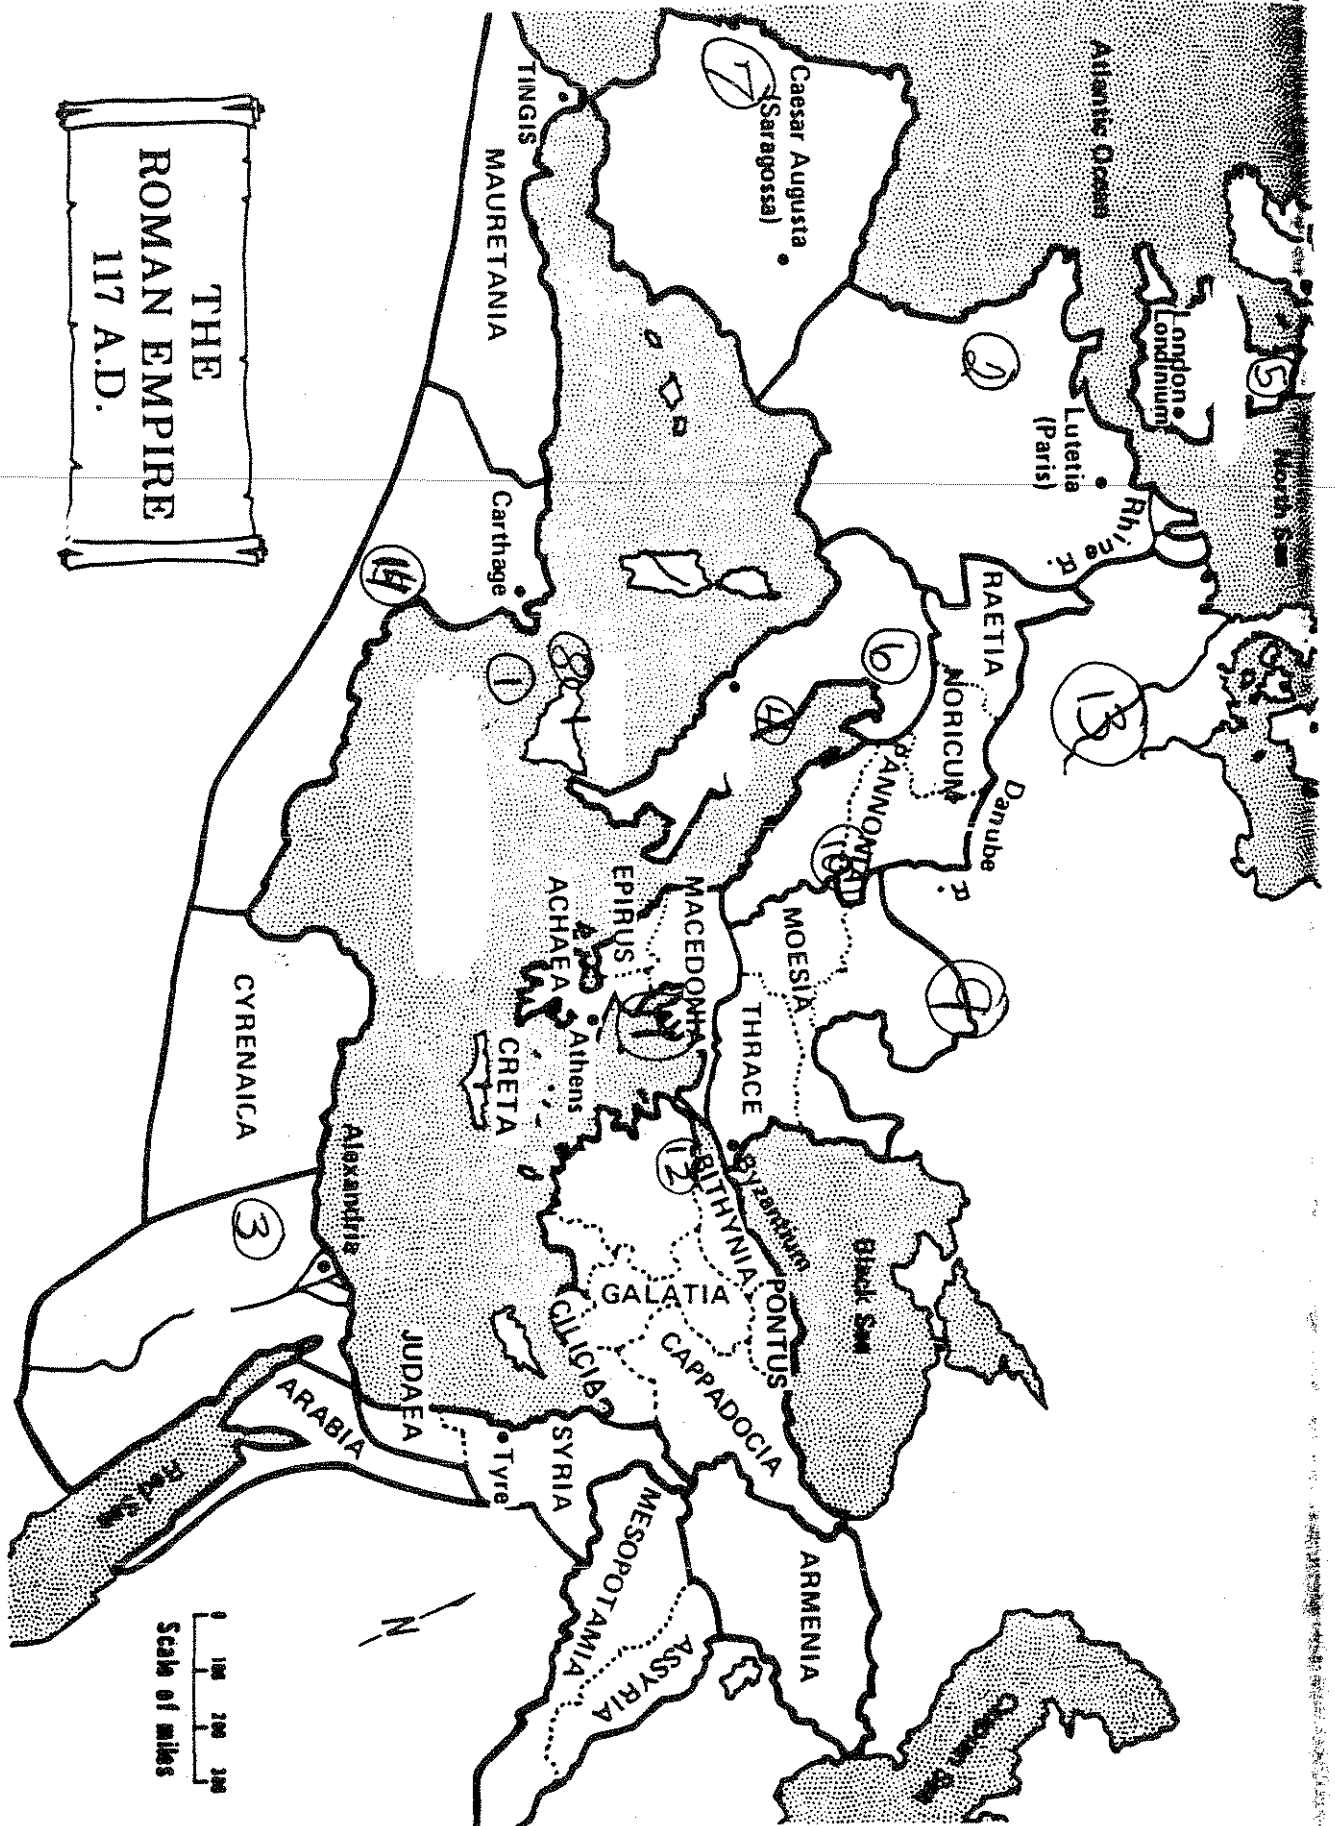 Atlantic Ocean
North Sea
5
London
Londinium
Lutetia
(Paris)
Rhine R.
2
13
7
Caesar Augusta
(Saragossa)
RAETIA
NORICUM
Danube R.
PANNONIA
10
6
4
9
MOESIA
THRACE
MACEDONIA
11
EPIRUS
ACHAEA
Athens
CRETA
Byzantium
Black Sea
BITHYNIA
PONTUS
12
GALATIA
CAPPADOCIA
CILICIA
ARMENIA
MESOPOTAMIA
ASSYRIA
SYRIA
Tyre
JUDAEA
ARABIA
Red Sea
TINGIS
MAURETANIA
Carthage
14
8
1
CYRENAICA
Alexandria
3
N
THE
ROMAN EMPIRE
117 A.D.
0 100 200 300
Scale of miles